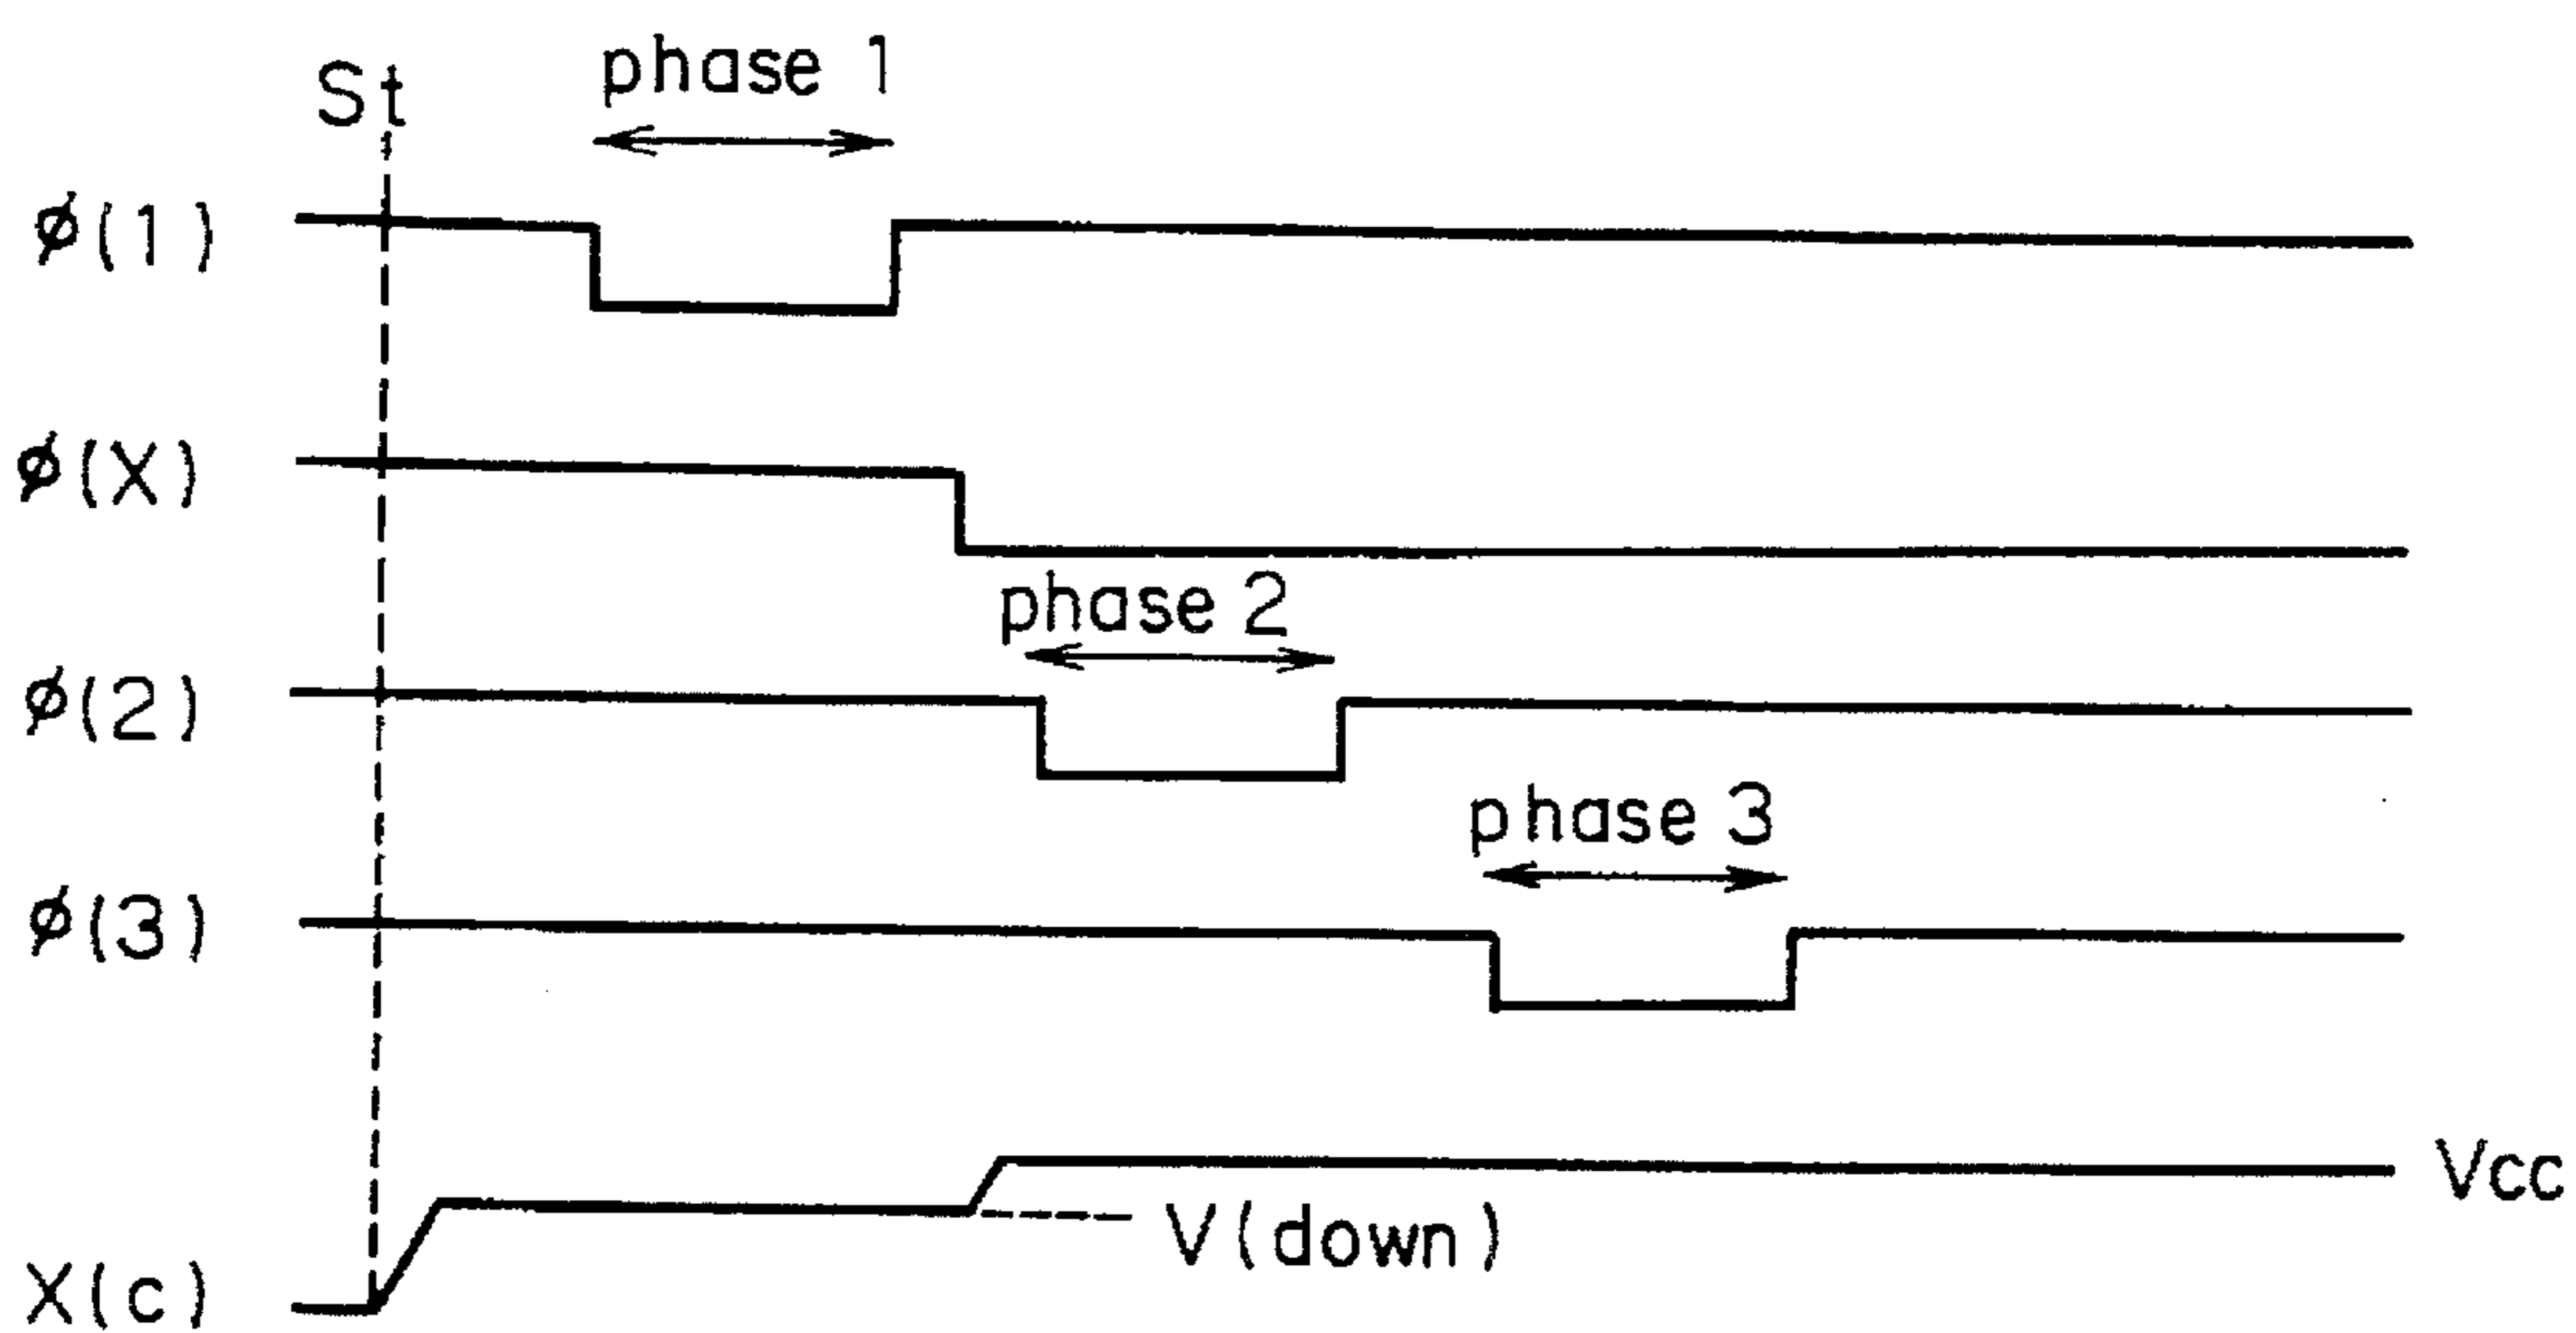 St
phase 1
ø(1)
ø(X)
phase 2
ø(2)
phase 3
ø(3)
Vcc
V(down)
X(c)